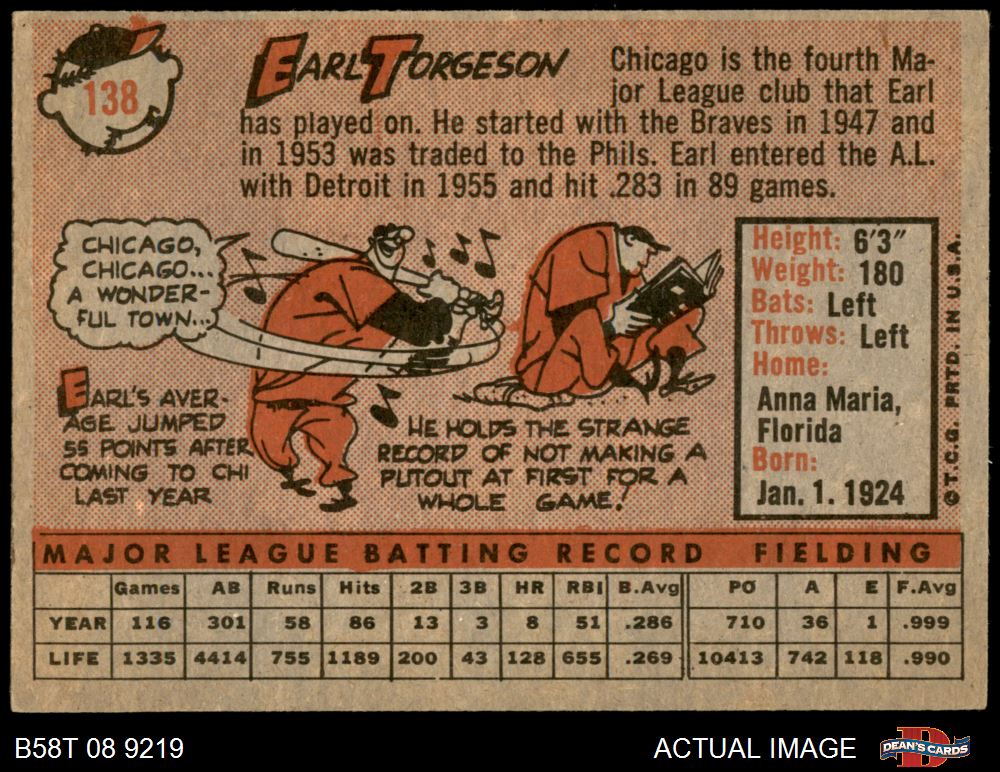 138
EARL TORGESON
Chicago is the fourth Ma-
jor League club that Earl
has played on. He started with the Braves in 1947 and
in 1953 was traded to the Phils. Earl entered the A.L.
with Detroit in 1955 and hit .283 in 89 games.
CHICAGO,
CHICAGO...
A WONDER-
FUL TOWN...
EARL'S AVER-
AGE JUMPED
55 POINTS AFTER
COMING TO CHI
LAST YEAR
HE HOLDS THE STRANGE
RECORD OF NOT MAKING A
PUTOUT AT FIRST FOR A
WHOLE GAME!
Height: 6'3"
Weight: 180
Bats: Left
Throws: Left
Home:
Anna Maria,
Florida
Born:
Jan. 1. 1924
© T.C.G. PRTD. IN U.S.A.
MAJOR LEAGUE BATTING RECORD FIELDING
Games AB Runs Hits 2B 3B HR RBI B.Avg PO A E F.Avg
YEAR 116 301 58 86 13 3 8 51 .286 710 36 1 .999
LIFE 1335 4414 755 1189 200 43 128 655 .269 10413 742 118 .990
B58T 08 9219 ACTUAL IMAGE DEAN'S CARDS